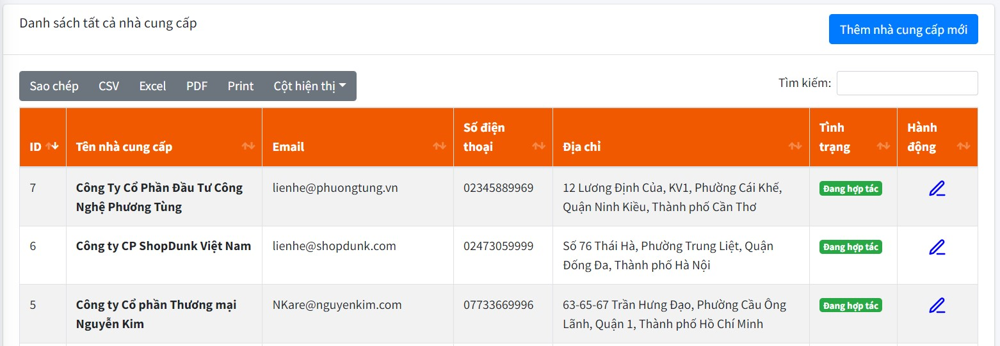 Danh sách tất cả nhà cung cấp
Thêm nhà cung cấp mới
Sao chép CSV Excel PDF Print Cột hiện thị
Tìm kiếm:
ID
Tên nhà cung cấp
Email
Số điện
thoại
Địa chỉ
Tình
trạng
Hành
động
7
Công Ty Cổ Phần Đầu Tư Công
Nghệ Phương Tùng
lienhe@phuongtung.vn
02345889969
12 Lương Định Của, KV1, Phường Cái Khế,
Quận Ninh Kiều, Thành phố Cần Thơ
Đang hợp tác
6
Công ty CP ShopDunk Việt Nam
lienhe@shopdunk.com
02473059999
Số 76 Thái Hà, Phường Trung Liệt, Quận
Đống Đa, Thành phố Hà Nội
Đang hợp tác
5
Công ty Cổ phần Thương mại
Nguyễn Kim
NKare@nguyenkim.com
07733669996
63-65-67 Trần Hưng Đạo, Phường Cầu Ông
Lãnh, Quận 1, Thành phố Hồ Chí Minh
Đang hợp tác